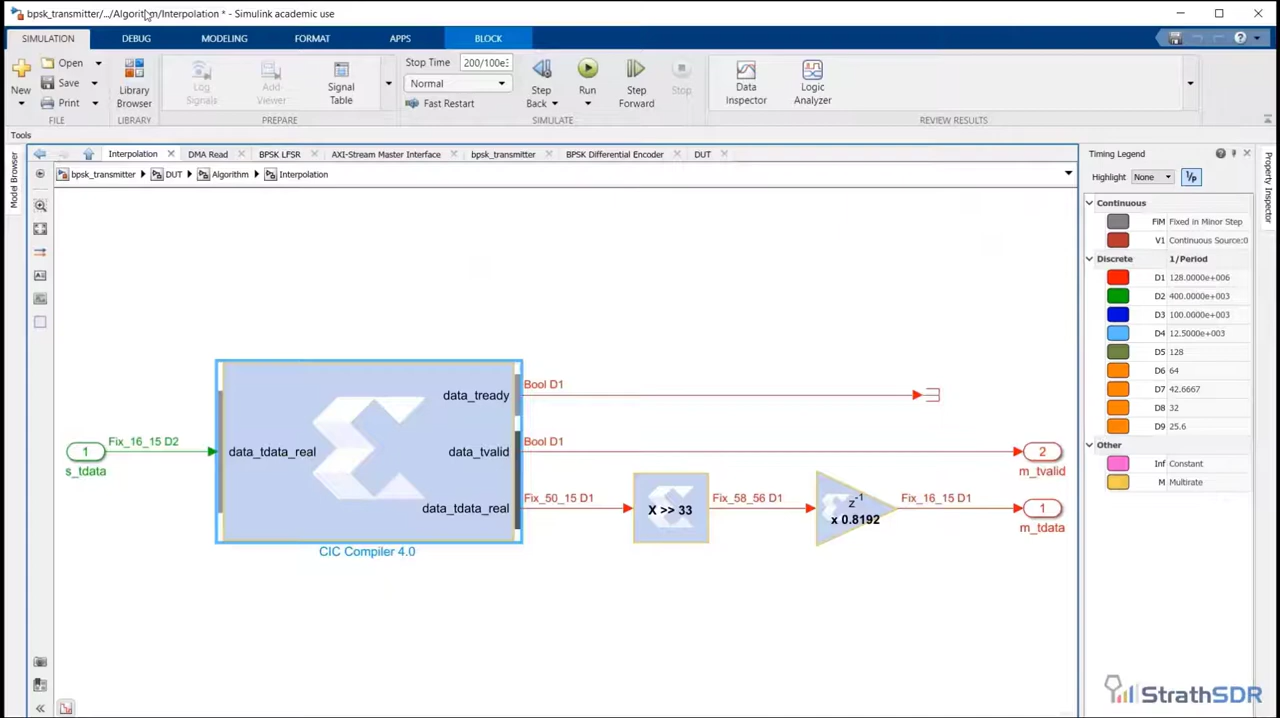 bpsk_transmitter/.../Algorithm/Interpolation * - Simulink academic use
SIMULATION DEBUG MODELING FORMAT APPS BLOCK
New
Open
Save
Print
FILE
Library Browser
LIBRARY
Log Signals
Add Viewer
Signal Table
PREPARE
Stop Time 200/100e:
Normal
Fast Restart
Step Back
Run
Step Forward
Stop
SIMULATE
Data Inspector
Logic Analyzer
REVIEW RESULTS
Tools
Model Browser
Interpolation DMA Read BPSK LFSR AXI-Stream Master Interface bpsk_transmitter BPSK Differential Encoder DUT
bpsk_transmitter DUT Algorithm Interpolation
1
s_tdata
Fix_16_15 D2
data_tdata_real
data_tready
data_tvalid
data_tdata_real
CIC Compiler 4.0
Bool D1
Bool D1
Fix_50_15 D1
X >> 33
Fix_58_56 D1
z-1
x 0.8192
Fix_16_15 D1
2
m_tvalid
1
m_tdata
Timing Legend
Highlight None 1/P
Continuous
FiM Fixed in Minor Step
V1 Continuous Source:0
Discrete 1/Period
D1 128.0000e+006
D2 400.0000e+003
D3 100.0000e+003
D4 12.5000e+003
D5 128
D6 64
D7 42.6667
D8 32
D9 25.6
Other
Inf Constant
M Multirate
Property Inspector
StrathSDR